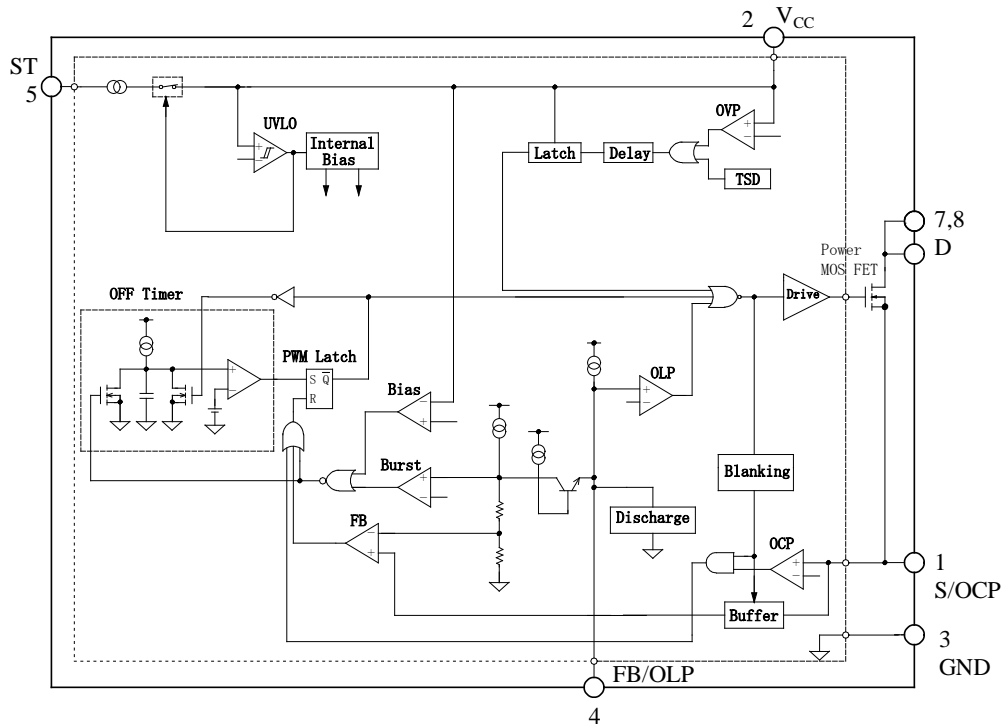 2 VCC
ST
5
UVLO
Internal
Bias
OVP
Latch
Delay
TSD
7,8
D
Power
MOS FET
Drive
OFF Timer
PWM Latch
S Q̅
R
Bias
OLP
Burst
Blanking
FB
Discharge
OCP
1
S/OCP
Buffer
3
GND
FB/OLP
4